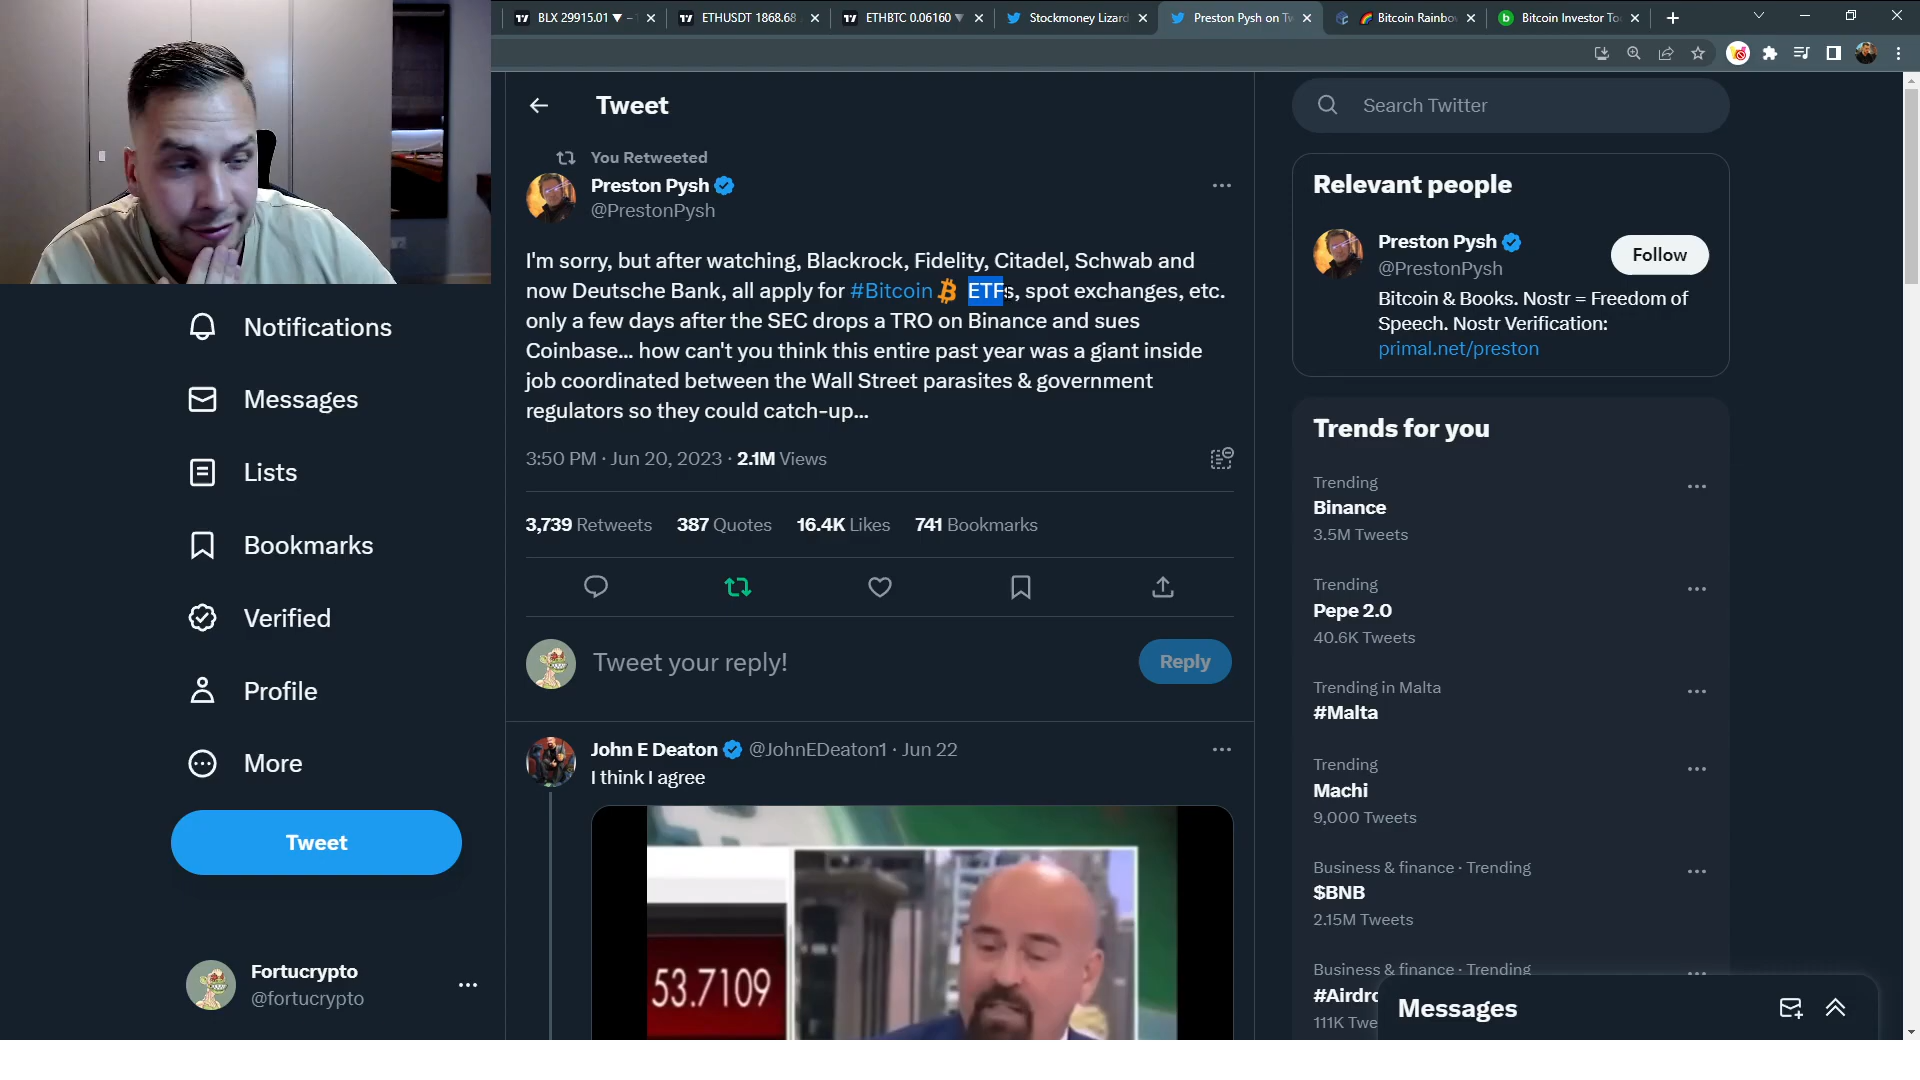 BLX 29915.01 ▼
ETHUSDT 1868.68
ETHBTC 0.06160 ▼
Stockmoney Lizard
Preston Pysh on Tw
Bitcoin Rainbo
Bitcoin Investor To
Tweet
Search Twitter
You Retweeted
Preston Pysh
@PrestonPysh
I'm sorry, but after watching, Blackrock, Fidelity, Citadel, Schwab and
now Deutsche Bank, all apply for #Bitcoin ETFs, spot exchanges, etc.
only a few days after the SEC drops a TRO on Binance and sues
Coinbase... how can't you think this entire past year was a giant inside
job coordinated between the Wall Street parasites & government
regulators so they could catch-up...
3:50 PM · Jun 20, 2023 · 2.1M Views
3,739 Retweets 387 Quotes 16.4K Likes 741 Bookmarks
Tweet your reply!
Reply
John E Deaton @JohnEDeaton1 · Jun 22
I think I agree
53.7109
Notifications
Messages
Lists
Bookmarks
Verified
Profile
More
Tweet
Fortucrypto
@fortucrypto
Relevant people
Preston Pysh
@PrestonPysh
Follow
Bitcoin & Books. Nostr = Freedom of
Speech. Nostr Verification:
primal.net/preston
Trends for you
Trending
Binance
3.5M Tweets
Trending
Pepe 2.0
40.6K Tweets
Trending in Malta
#Malta
Trending
Machi
9,000 Tweets
Business & finance · Trending
$BNB
2.15M Tweets
Business & finance · Trending
#Airdro
111K Twe
Messages